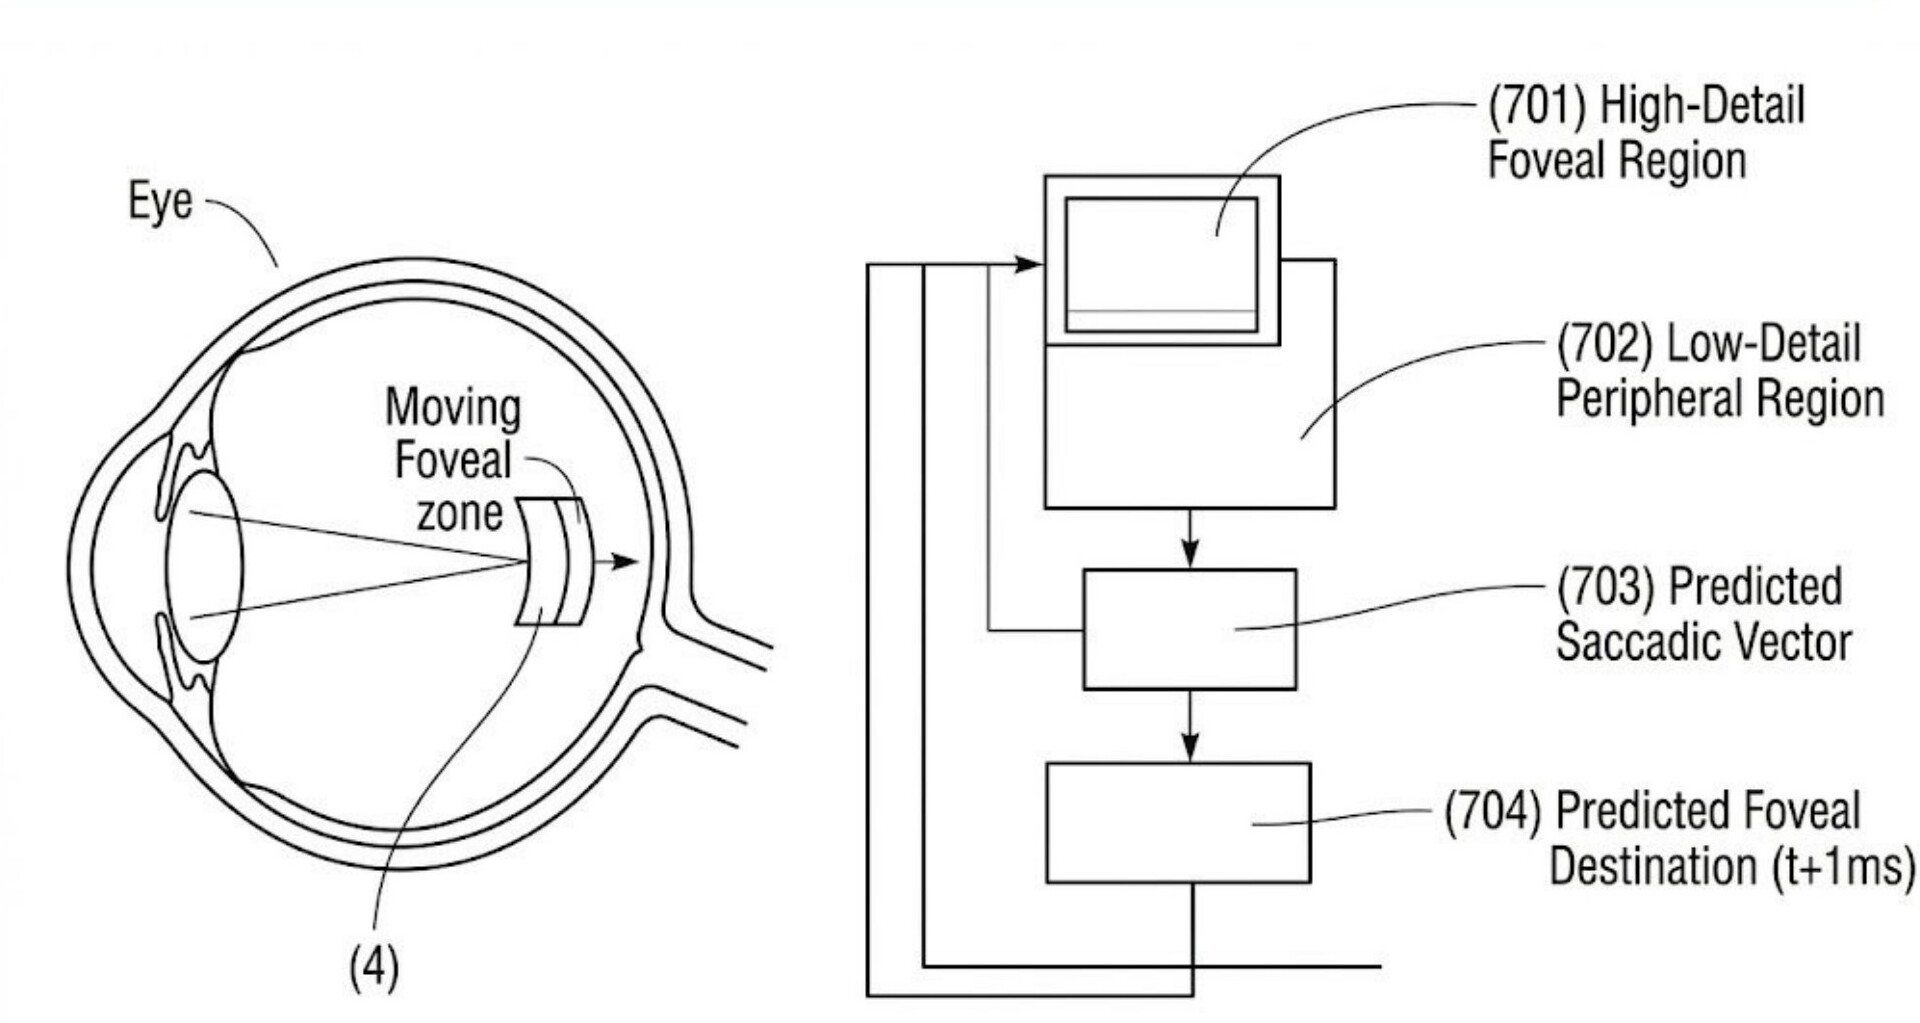 Eye
Moving
Foveal
zone
(4)
(701) High-Detail
Foveal Region
(702) Low-Detail
Peripheral Region
(703) Predicted
Saccadic Vector
(704) Predicted Foveal
Destination (t+1ms)